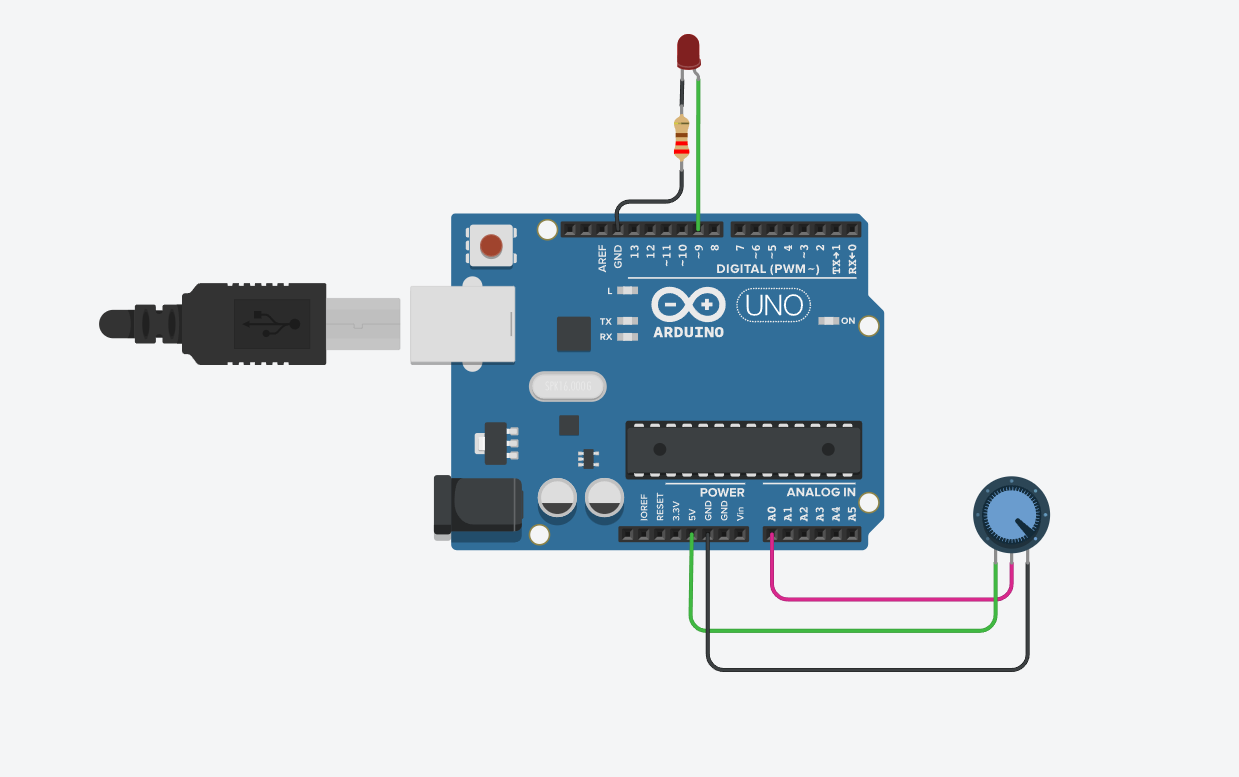 AREF
GND
13
12
~11
~10
~9
8
7
~6
~5
4
~3
2
TX→1
RX←0
DIGITAL (PWM~)
L
TX
RX
UNO
ON
ARDUINO
POWER
ANALOG IN
IOREF
RESET
3.3V
5V
GND
GND
Vin
A0
A1
A2
A3
A4
A5